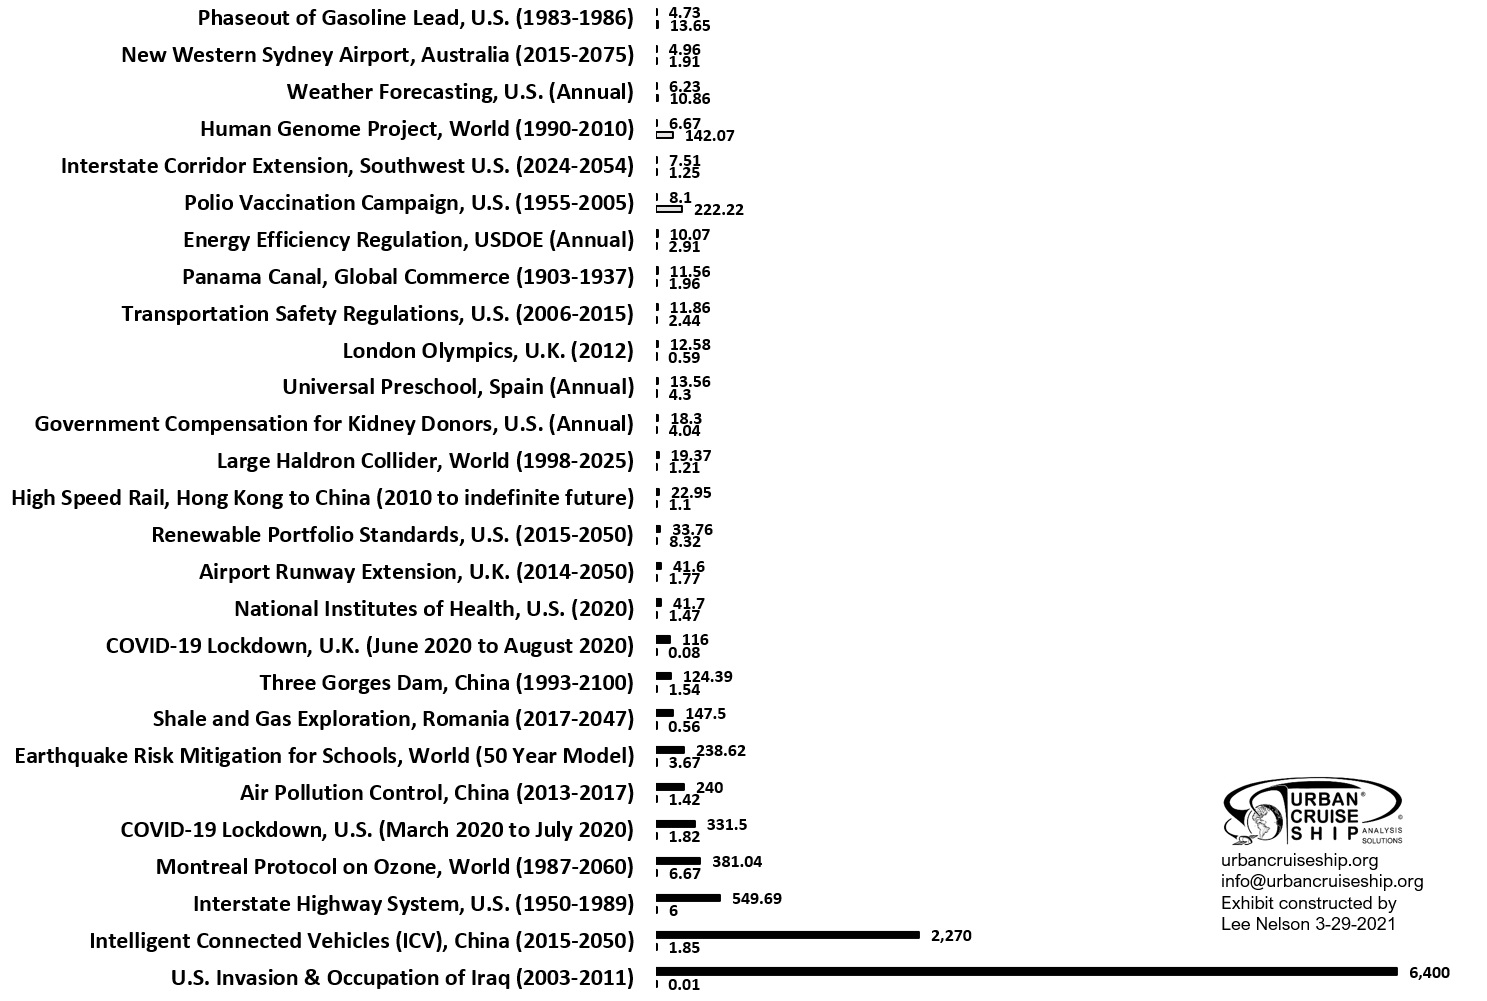 Phaseout of Gasoline Lead, U.S. (1983-1986) 4.73
13.65
New Western Sydney Airport, Australia (2015-2075) 4.96
1.91
Weather Forecasting, U.S. (Annual) 6.23
10.86
Human Genome Project, World (1990-2010) 6.67
142.07
Interstate Corridor Extension, Southwest U.S. (2024-2054) 7.51
1.25
Polio Vaccination Campaign, U.S. (1955-2005) 8.1
222.22
Energy Efficiency Regulation, USDOE (Annual) 10.07
2.91
Panama Canal, Global Commerce (1903-1937) 11.56
1.96
Transportation Safety Regulations, U.S. (2006-2015) 11.86
2.44
London Olympics, U.K. (2012) 12.58
0.59
Universal Preschool, Spain (Annual) 13.56
4.3
Government Compensation for Kidney Donors, U.S. (Annual) 18.3
4.04
Large Haldron Collider, World (1998-2025) 19.37
1.21
High Speed Rail, Hong Kong to China (2010 to indefinite future) 22.95
1.1
Renewable Portfolio Standards, U.S. (2015-2050) 33.76
8.32
Airport Runway Extension, U.K. (2014-2050) 41.6
1.77
National Institutes of Health, U.S. (2020) 41.7
1.47
COVID-19 Lockdown, U.K. (June 2020 to August 2020) 116
0.08
Three Gorges Dam, China (1993-2100) 124.39
1.54
Shale and Gas Exploration, Romania (2017-2047) 147.5
0.56
Earthquake Risk Mitigation for Schools, World (50 Year Model) 238.62
3.67
Air Pollution Control, China (2013-2017) 240
1.42
COVID-19 Lockdown, U.S. (March 2020 to July 2020) 331.5
1.82
Montreal Protocol on Ozone, World (1987-2060) 381.04
6.67
Interstate Highway System, U.S. (1950-1989) 549.69
6
Intelligent Connected Vehicles (ICV), China (2015-2050) 2,270
1.85
U.S. Invasion & Occupation of Iraq (2003-2011) 6,400
0.01
URBAN®
CRUISE ©
SHIP ANALYSIS
SOLUTIONS
urbancruiseship.org
info@urbancruiseship.org
Exhibit constructed by
Lee Nelson 3-29-2021